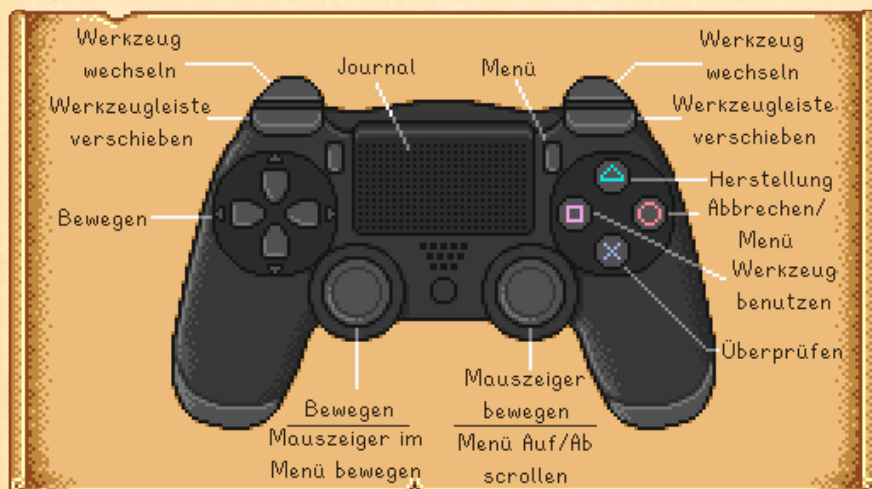 Werkzeug
wechseln
Werkzeugleiste
verschieben
Bewegen
Journal
Menü
Werkzeug
wechseln
Werkzeugleiste
verschieben
Herstellung
Abbrechen/
Menü
Werkzeug
benutzen
Überprüfen
Bewegen
Mauszeiger im
Menü bewegen
Mauszeiger
bewegen
Menü Auf/Ab
scrollen